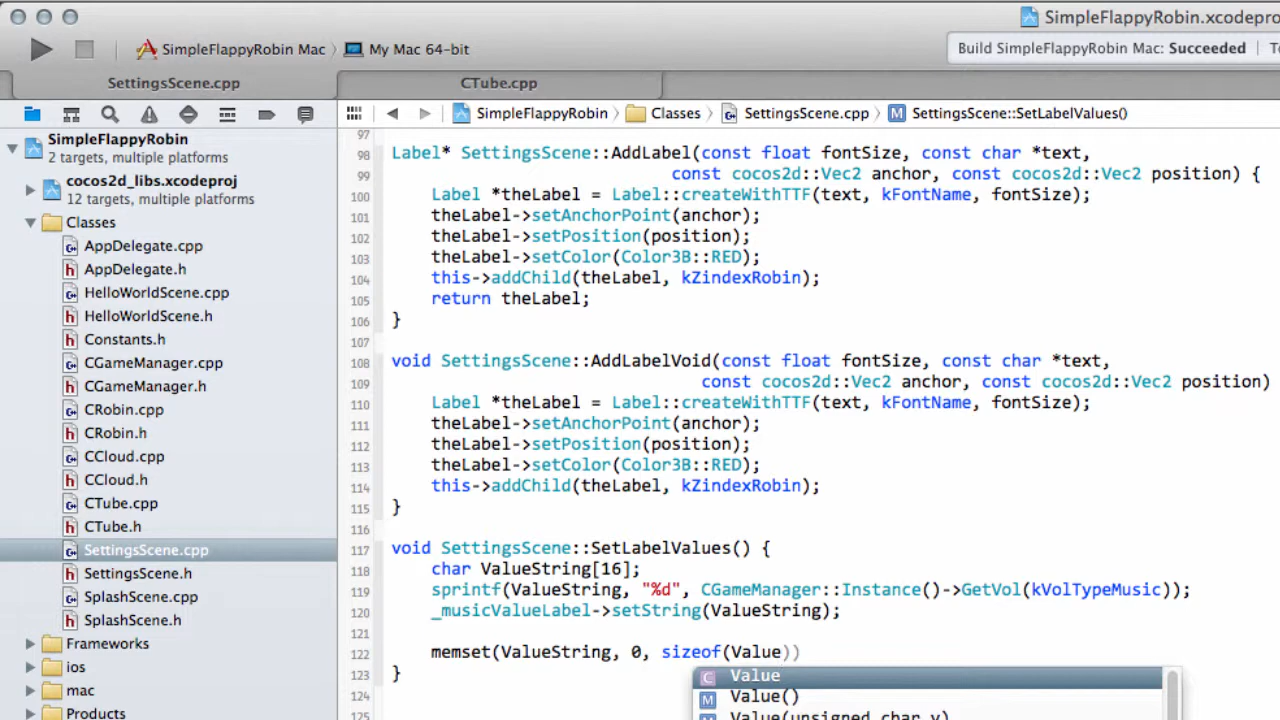 SimpleFlappyRobin.xcodepro
SimpleFlappyRobin Mac My Mac 64-bit
Build SimpleFlappyRobin Mac: Succeeded
SettingsScene.cpp CTube.cpp
SimpleFlappyRobin Classes SettingsScene.cpp M SettingsScene::SetLabelValues()
SimpleFlappyRobin
2 targets, multiple platforms
cocos2d_libs.xcodeproj
12 targets, multiple platforms
Classes
AppDelegate.cpp
AppDelegate.h
HelloWorldScene.cpp
HelloWorldScene.h
Constants.h
CGameManager.cpp
CGameManager.h
CRobin.cpp
CRobin.h
CCloud.cpp
CCloud.h
CTube.cpp
CTube.h
SettingsScene.cpp
SettingsScene.h
SplashScene.cpp
SplashScene.h
Frameworks
ios
mac
Products
97
98 Label* SettingsScene::AddLabel(const float fontSize, const char *text,
99 const cocos2d::Vec2 anchor, const cocos2d::Vec2 position) {
100 Label *theLabel = Label::createWithTTF(text, kFontName, fontSize);
101 theLabel->setAnchorPoint(anchor);
102 theLabel->setPosition(position);
103 theLabel->setColor(Color3B::RED);
104 this->addChild(theLabel, kZindexRobin);
105 return theLabel;
106 }
107
108 void SettingsScene::AddLabelVoid(const float fontSize, const char *text,
109 const cocos2d::Vec2 anchor, const cocos2d::Vec2 position)
110 Label *theLabel = Label::createWithTTF(text, kFontName, fontSize);
111 theLabel->setAnchorPoint(anchor);
112 theLabel->setPosition(position);
113 theLabel->setColor(Color3B::RED);
114 this->addChild(theLabel, kZindexRobin);
115 }
116
117 void SettingsScene::SetLabelValues() {
118 char ValueString[16];
119 sprintf(ValueString, "%d", CGameManager::Instance()->GetVol(kVolTypeMusic));
120 _musicValueLabel->setString(ValueString);
121
122 memset(ValueString, 0, sizeof(Value))
123 }
124
125
C Value
M Value()
Value(unsigned char v)